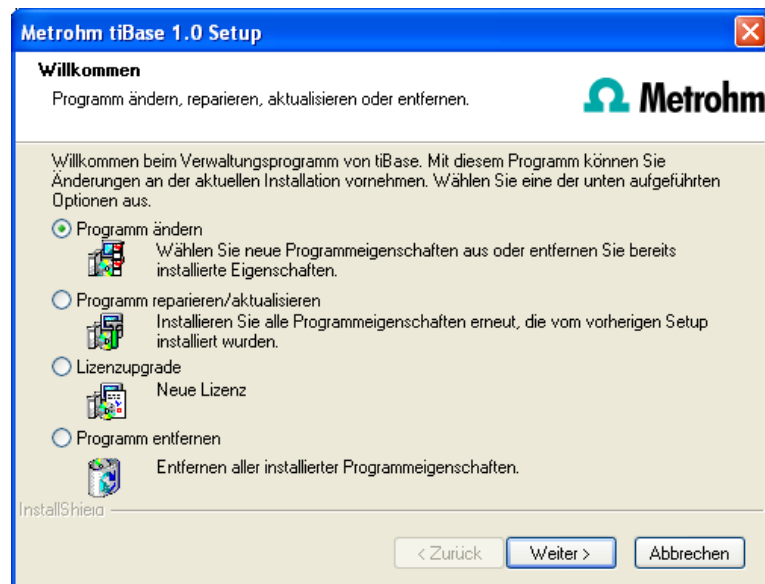 Metrohm tiBase 1.0 Setup
Willkommen
Programm ändern, reparieren, aktualisieren oder entfernen.
Metrohm
Willkommen beim Verwaltungsprogramm von tiBase. Mit diesem Programm können Sie
Änderungen an der aktuellen Installation vornehmen. Wählen Sie eine der unten aufgeführten
Optionen aus.
Programm ändern
Wählen Sie neue Programmeigenschaften aus oder entfernen Sie bereits
installierte Eigenschaften.
Programm reparieren/aktualisieren
Installieren Sie alle Programmeigenschaften erneut, die vom vorherigen Setup
installiert wurden.
Lizenzupgrade
Neue Lizenz
Programm entfernen
Entfernen aller installierter Programmeigenschaften.
InstallShield
< Zurück
Weiter >
Abbrechen